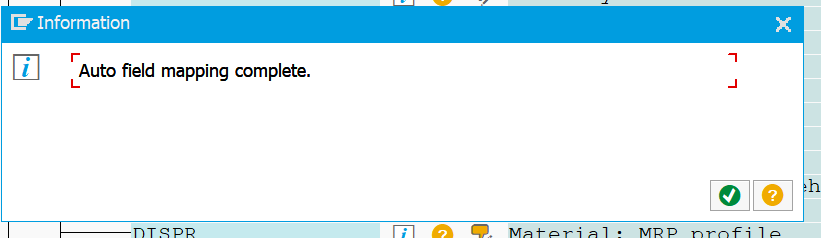 Information
Auto field mapping complete.
DISPR Material: MRP profile